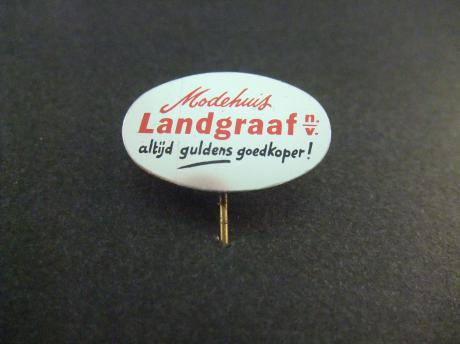 Modehuis
Landgraaf n.v.
altijd guldens goedkoper!